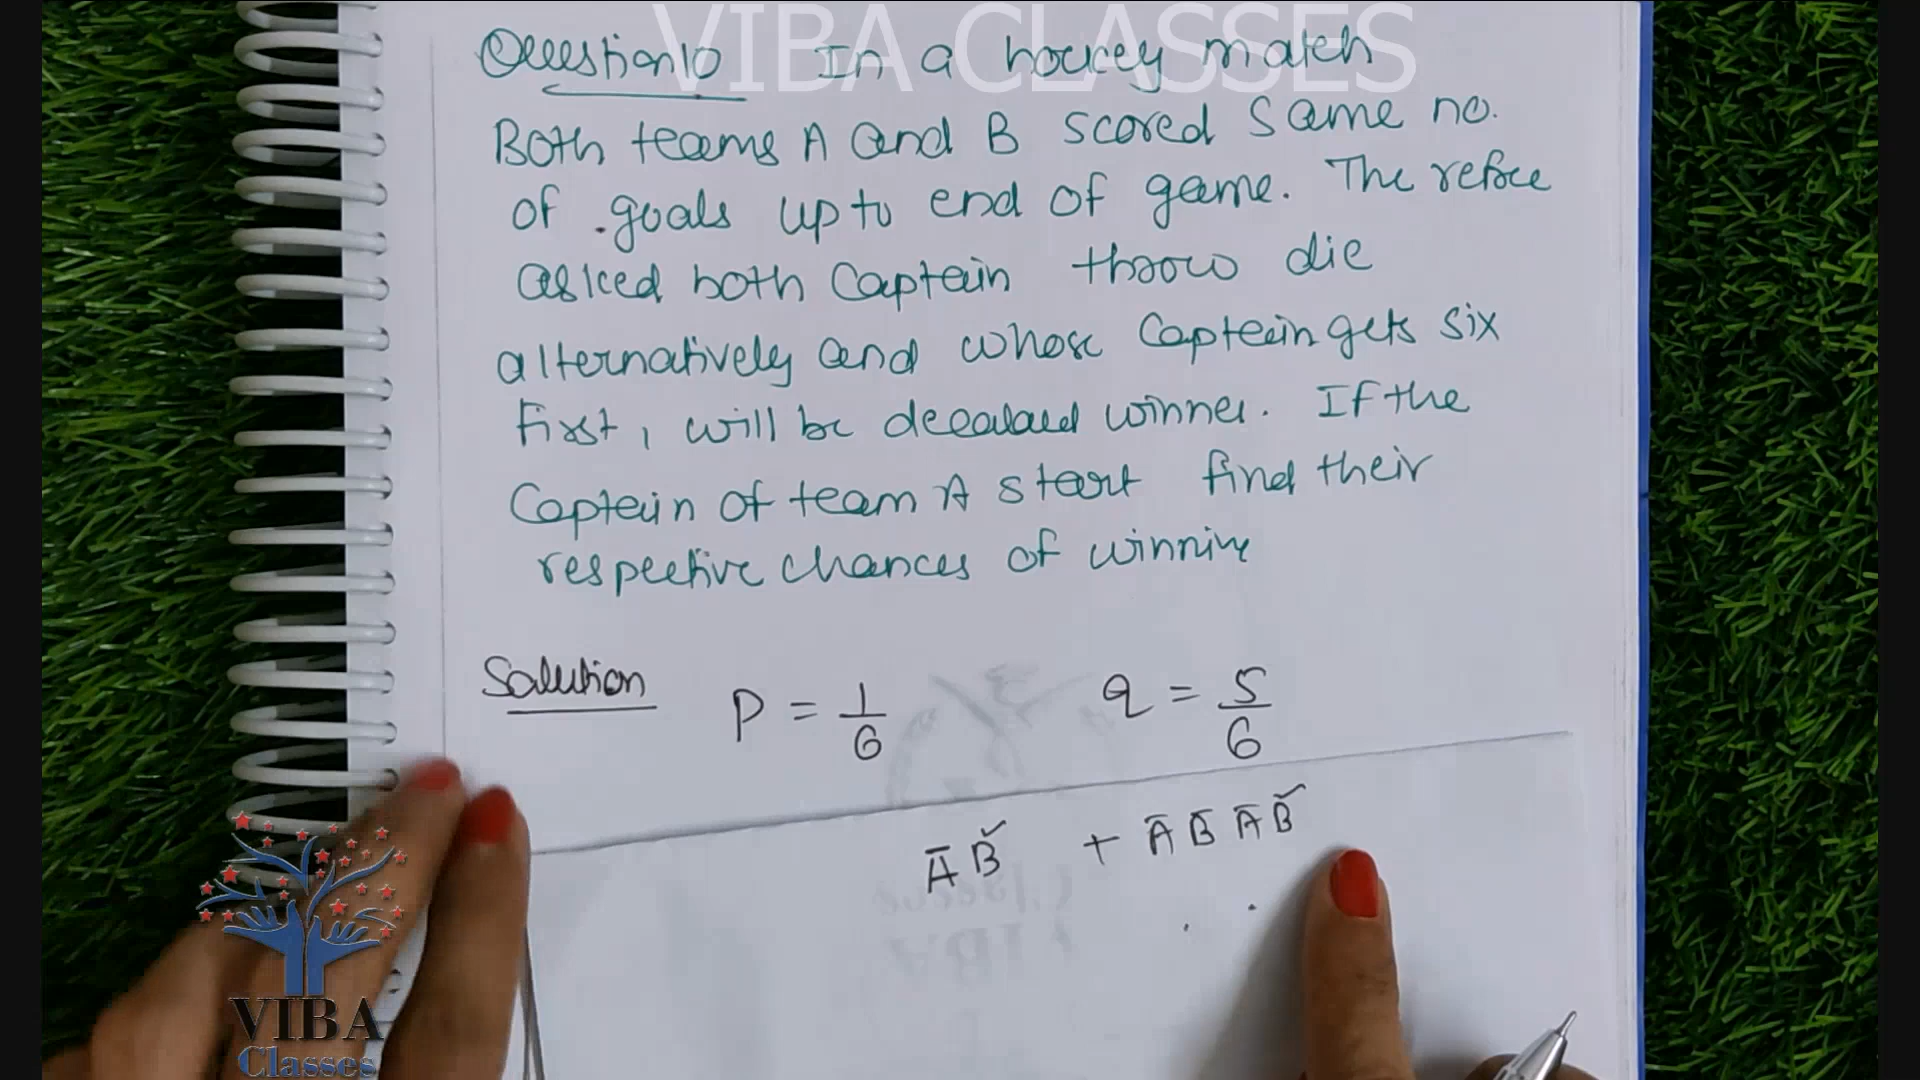 VIBA CLASSES
Question10 In a hockey match
Both teams A and B scored same no.
of goals up to end of game. The refree
asked both Captain throw die
alternatively and whose Captain gets six
first, will be decalaed winner. If the
Captain of team A start find their
respective chances of winning
Solution P = 1/6 q = 5/6
A̅ B + A̅ B̅ A̅ B
VIBA
Classes